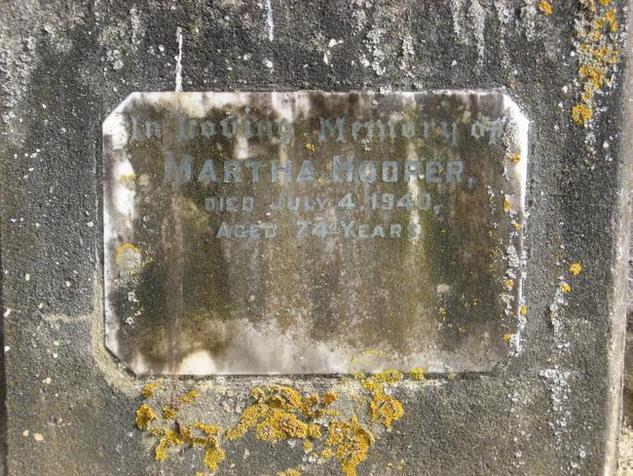 In Loving Memory of
MARTHA HOOPER,
DIED JULY 4, 1940,
AGED 74 YEARS